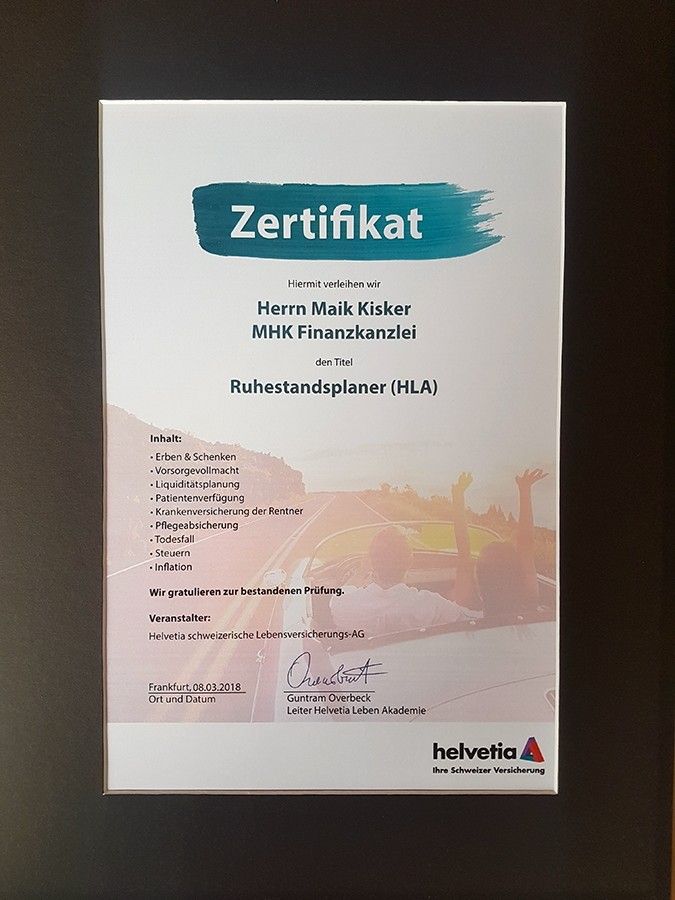 Zertifikat
Hiermit verleihen wir
Herrn Maik Kisker
MHK Finanzkanzlei
den Titel
Ruhestandsplaner (HLA)
Inhalt:
• Erben & Schenken
• Vorsorgevollmacht
• Liquiditätsplanung
• Patientenverfügung
• Krankenversicherung der Rentner
• Pflegeabsicherung
• Todesfall
• Steuern
• Inflation
Wir gratulieren zur bestandenen Prüfung.
Veranstalter:
Helvetia schweizerische Lebensversicherungs-AG
Frankfurt, 08.03.2018
Ort und Datum
Guntram Overbeck
Leiter Helvetia Leben Akademie
helvetia
Ihre Schweizer Versicherung